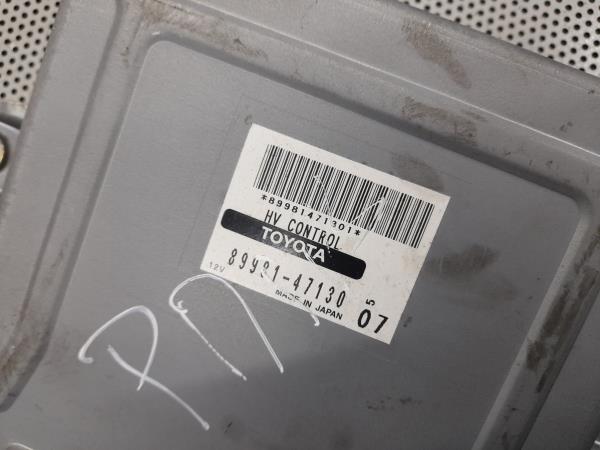 *89981471301*
HV CONTROL
TOYOTA
89981-47130
12V
MADE IN JAPAN
5
07